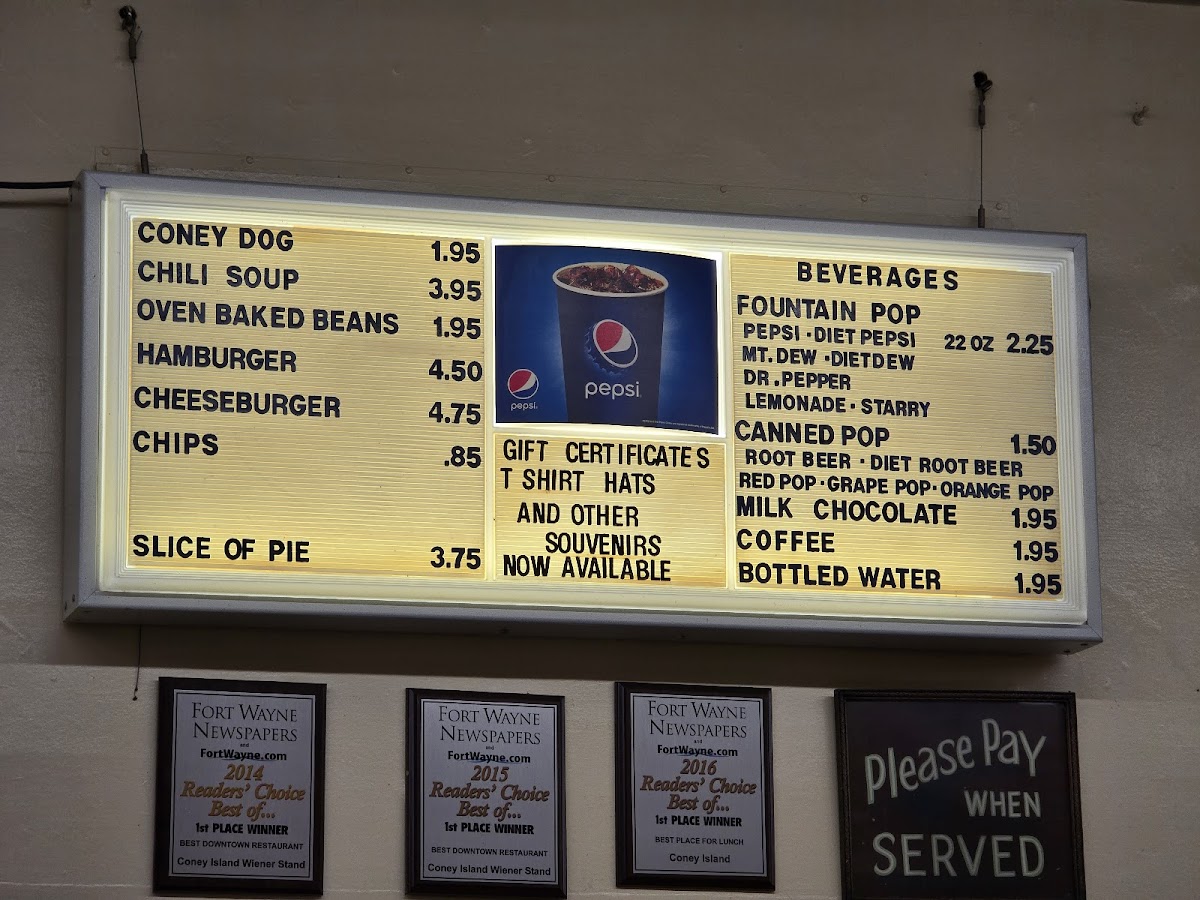 CONEY DOG 1.95
CHILI SOUP 3.95
OVEN BAKED BEANS 1.95
HAMBURGER 4.50
CHEESEBURGER 4.75
CHIPS .85
SLICE OF PIE 3.75
pepsi
pepsi
GIFT CERTIFICATES
T SHIRT HATS
AND OTHER
SOUVENIRS
NOW AVAILABLE
BEVERAGES
FOUNTAIN POP
PEPSI · DIET PEPSI 22 OZ 2.25
MT. DEW · DIET DEW
DR. PEPPER
LEMONADE · STARRY
CANNED POP 1.50
ROOT BEER · DIET ROOT BEER
RED POP · GRAPE POP · ORANGE POP
MILK CHOCOLATE 1.95
COFFEE 1.95
BOTTLED WATER 1.95
FORT WAYNE
NEWSPAPERS
and
FortWayne.com
2014
Readers' Choice
Best of...
1st PLACE WINNER
BEST DOWNTOWN RESTAURANT
Coney Island Wiener Stand
FORT WAYNE
NEWSPAPERS
and
FortWayne.com
2015
Readers' Choice
Best of...
1st PLACE WINNER
BEST DOWNTOWN RESTAURANT
Coney Island Wiener Stand
FORT WAYNE
NEWSPAPERS
and
FortWayne.com
2016
Readers' Choice
Best of...
1st PLACE WINNER
BEST PLACE FOR LUNCH
Coney Island
Please Pay
WHEN
SERVED